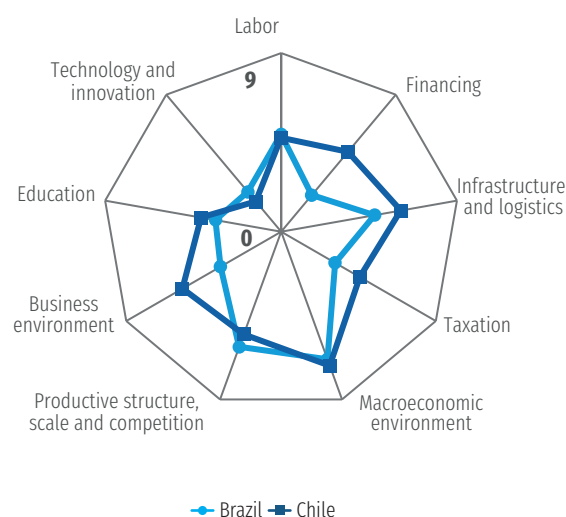 Labor
9
Technology and
innovation
Financing
Education
Infrastructure
and logistics
0
Business
environment
Taxation
Productive structure,
scale and competition
Macroeconomic
environment
Brazil
Chile